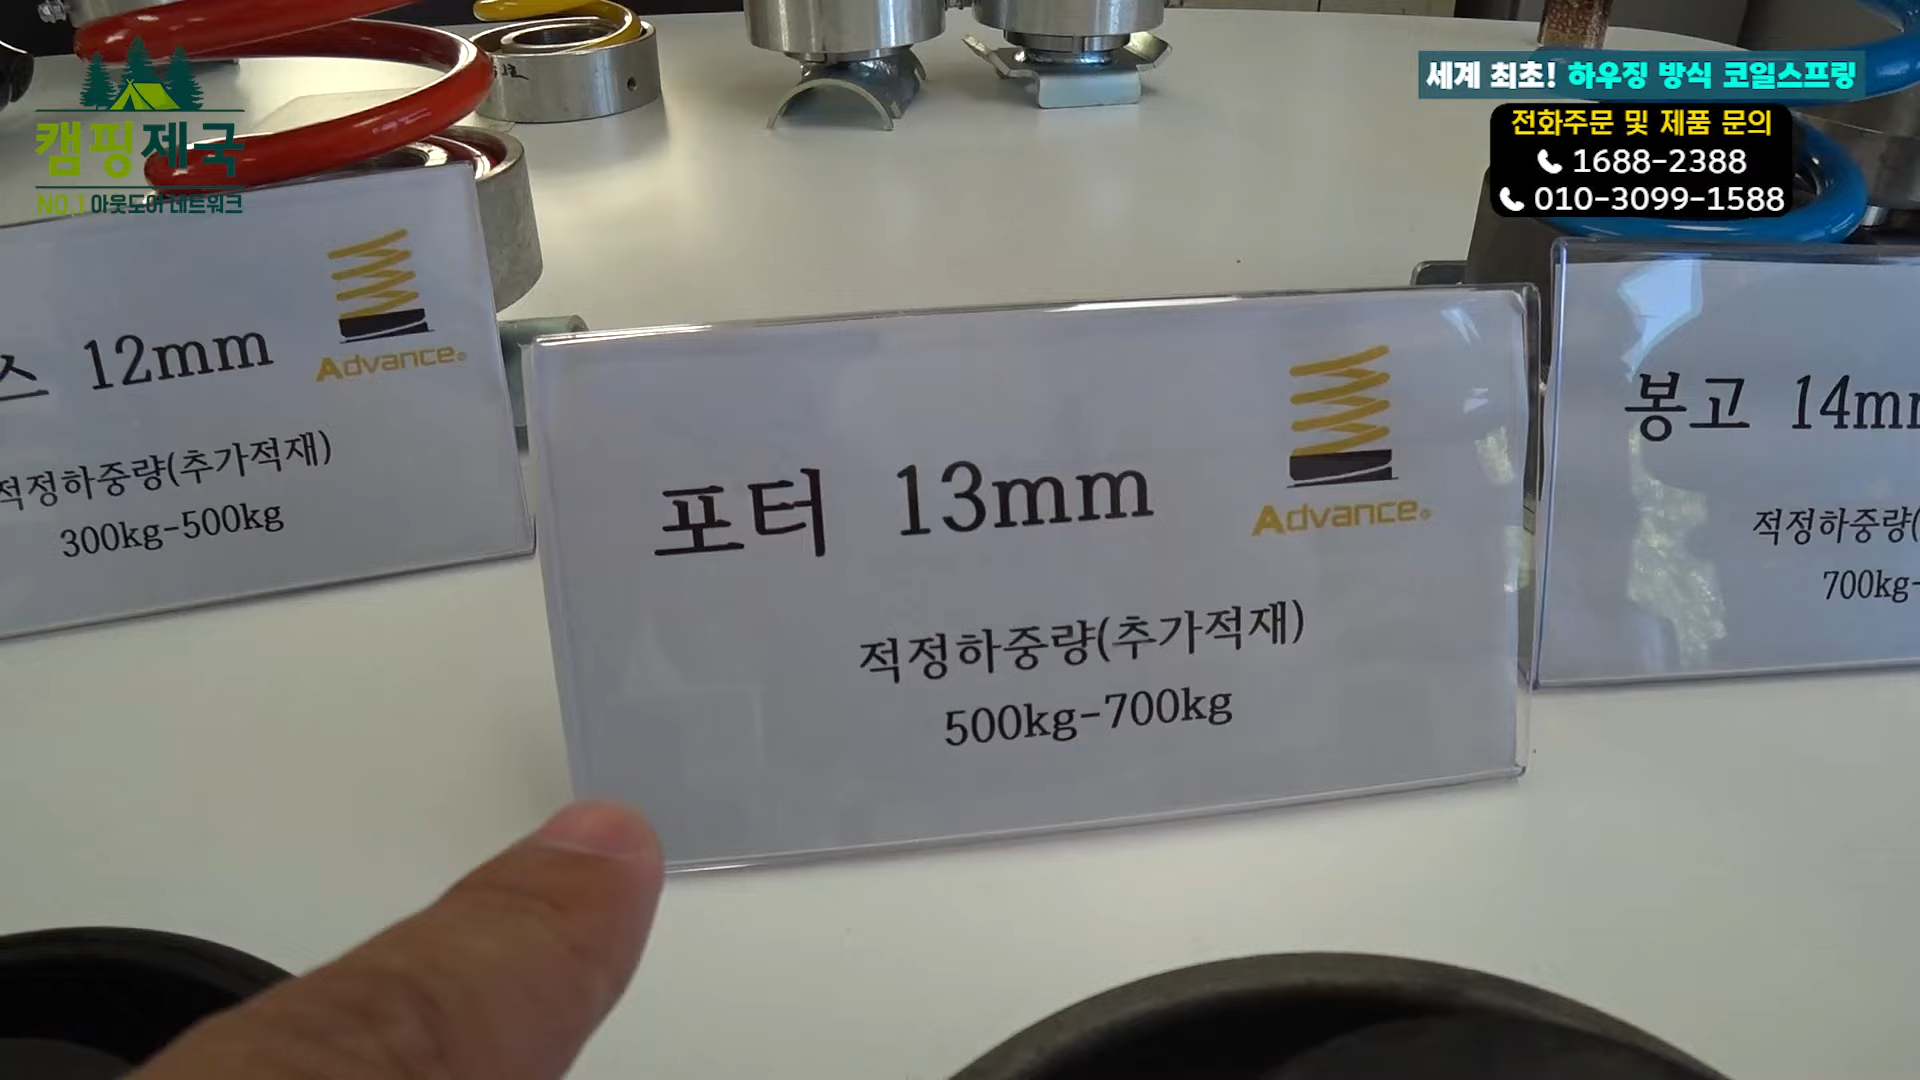 캠핑제국
NO.1 아웃도어 네트워크
세계 최초! 하우징 방식 코일스프링
전화주문 및 제품 문의
1688-2388
010-3099-1588
스 12mm
Advance
적정하중량(추가적재)
300kg-500kg
포터 13mm
Advance
적정하중량(추가적재)
500kg-700kg
봉고 14m
적정하중량(
700kg-